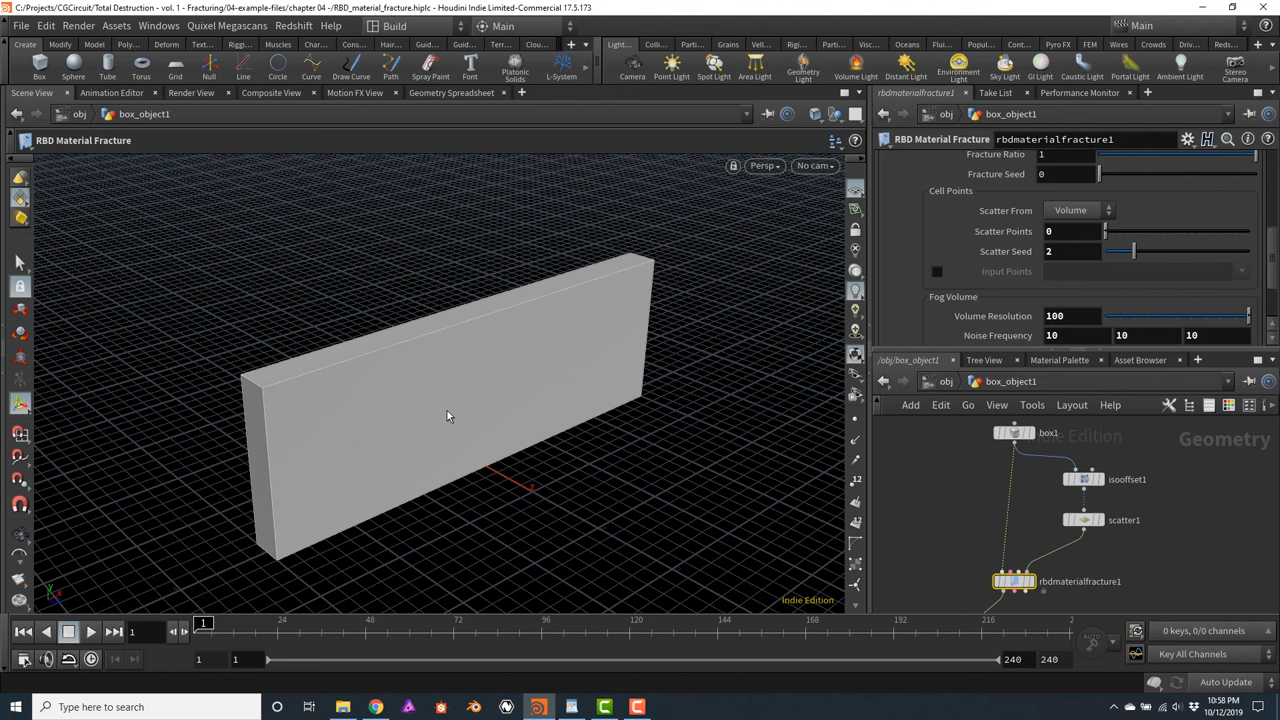 C:/Projects/CGCircuit/Total Destruction - vol. 1 - Fracturing/04-example-files/chapter 04 -/RBD_material_fracture.hiplc - Houdini Indie Limited-Commercial 17.5.173
File Edit Render Assets Windows Quixel Megascans Redshift Help Build Main Main
Create Modify Model Poly... Deform Text... Rigg... Muscles Char... Cons... Hair... Guid... Guid... Terr... Clou... Light... Colli... Parti... Grains Vell... Rigi... Parti... Visc... Oceans Flui... Popul... Cont... Pyro FX FEM Wires Crowds Driv... Reds...
Box Sphere Tube Torus Grid Null Line Circle Curve Draw Curve Path Spray Paint Font Platonic Solids L-System Camera Point Light Spot Light Area Light Geometry Light Volume Light Distant Light Environment Light Sky Light GI Light Caustic Light Portal Light Ambient Light Stereo Camera
Scene View Animation Editor Render View Composite View Motion FX View Geometry Spreadsheet rbdmaterialfracture1 Take List Performance Monitor
obj box_object1 obj box_object1
RBD Material Fracture RBD Material Fracture rbdmaterialfracture1
Persp No cam
Fracture Ratio 1
Fracture Seed 0
Cell Points
Scatter From Volume
Scatter Points 0
Scatter Seed 2
Input Points
Fog Volume
Volume Resolution 100
Noise Frequency 10 10 10
/obj/box_object1 Tree View Material Palette Asset Browser
obj box_object1
Add Edit Go View Tools Layout Help
Indie Edition
Geometry
box1
isooffset1
scatter1
rbdmaterialfracture1
z
y
x
12
12
Indie Edition
1 1 24 48 72 96 120 144 168 192 216 2
AUTO
0 keys, 0/0 channels
1 1 240 240 Key All Channels
Auto Update
Type here to search
10:58 PM
10/12/2019